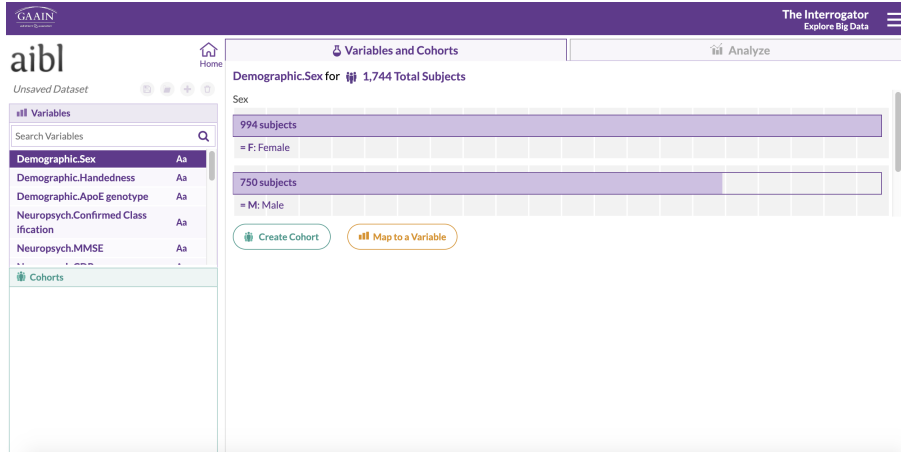 GAAIN
The Interrogator
Explore Big Data
aibl
Home
Unsaved Dataset
Variables
Search Variables
Demographic.Sex Aa
Demographic.Handedness Aa
Demographic.ApoE genotype Aa
Neuropsych.Confirmed Class
ification Aa
Neuropsych.MMSE Aa
Cohorts
Variables and Cohorts
Analyze
Demographic.Sex for 1,744 Total Subjects
Sex
994 subjects
= F: Female
750 subjects
= M: Male
Create Cohort
Map to a Variable